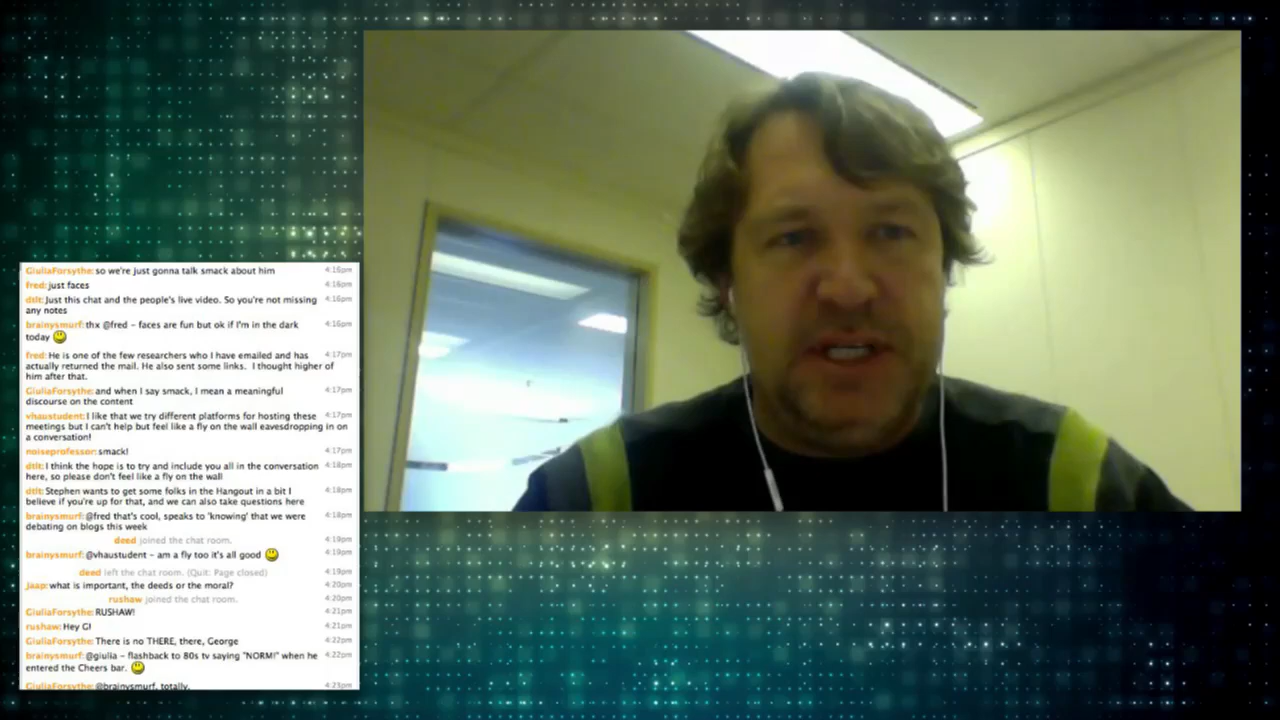 GiuliaForsythe: so we're just gonna talk smack about him 4:16pm
fred: just faces 4:16pm
dtlt: Just this chat and the people's live video. So you're not missing 4:16pm
any notes
brainysmurf: thx @fred - faces are fun but ok if I'm in the dark 4:16pm
today
fred: He is one of the few researchers who I have emailed and has 4:17pm
actually returned the mail. He also sent some links. I thought higher of
him after that.
GiuliaForsythe: and when I say smack, I mean a meaningful 4:17pm
discourse on the content
vhaustudent: I like that we try different platforms for hosting these 4:17pm
meetings but I can't help but feel like a fly on the wall eavesdropping in on
a conversation!
noiseprofessor: smack! 4:17pm
dtlt: I think the hope is to try and include you all in the conversation 4:18pm
here, so please don't feel like a fly on the wall
dtlt: Stephen wants to get some folks in the Hangout in a bit I 4:18pm
believe if you're up for that, and we can also take questions here
brainysmurf: @fred that's cool, speaks to 'knowing' that we were 4:18pm
debating on blogs this week
deed joined the chat room. 4:19pm
brainysmurf: @vhaustudent - am a fly too it's all good 4:19pm
deed left the chat room. (Quit: Page closed) 4:19pm
Jaap: what is important, the deeds or the moral? 4:20pm
rushaw joined the chat room. 4:20pm
GiuliaForsythe: RUSHAW! 4:21pm
rushaw: Hey G! 4:21pm
GiuliaForsythe: There is no THERE, there, George 4:22pm
brainysmurf: @giulia - flashback to 80s tv saying "NORM!" when he 4:22pm
entered the Cheers bar.
GiuliaForsythe: @brainysmurf, totally. 4:23pm